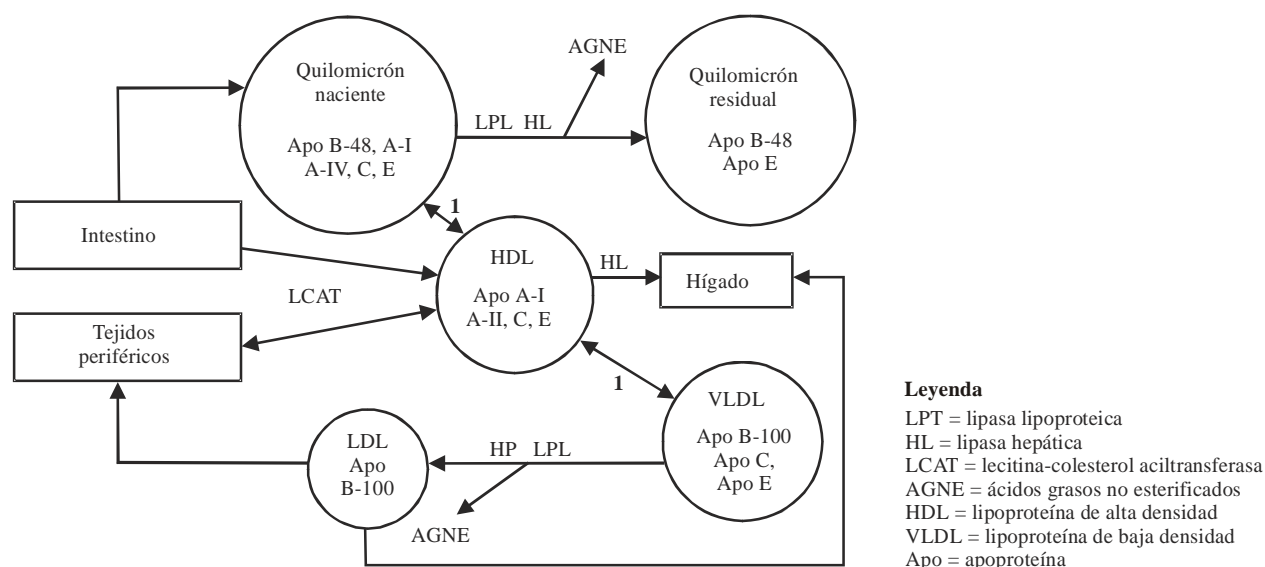 AGNE
Quilomicrón
naciente
Apo B-48, A-I
A-IV, C, E
LPL HL
Quilomicrón
residual
Apo B-48
Apo E
1
Intestino
HDL
Apo A-I
A-II, C, E
HL
Hígado
LCAT
Tejidos
periféricos
1
VLDL
Apo B-100
Apo C,
Apo E
LDL
Apo
B-100
HP LPL
AGNE
Leyenda
LPT = lipasa lipoproteica
HL = lipasa hepática
LCAT = lecitina-colesterol aciltransferasa
AGNE = ácidos grasos no esterificados
HDL = lipoproteína de alta densidad
VLDL = lipoproteína de baja densidad
Apo = apoproteína